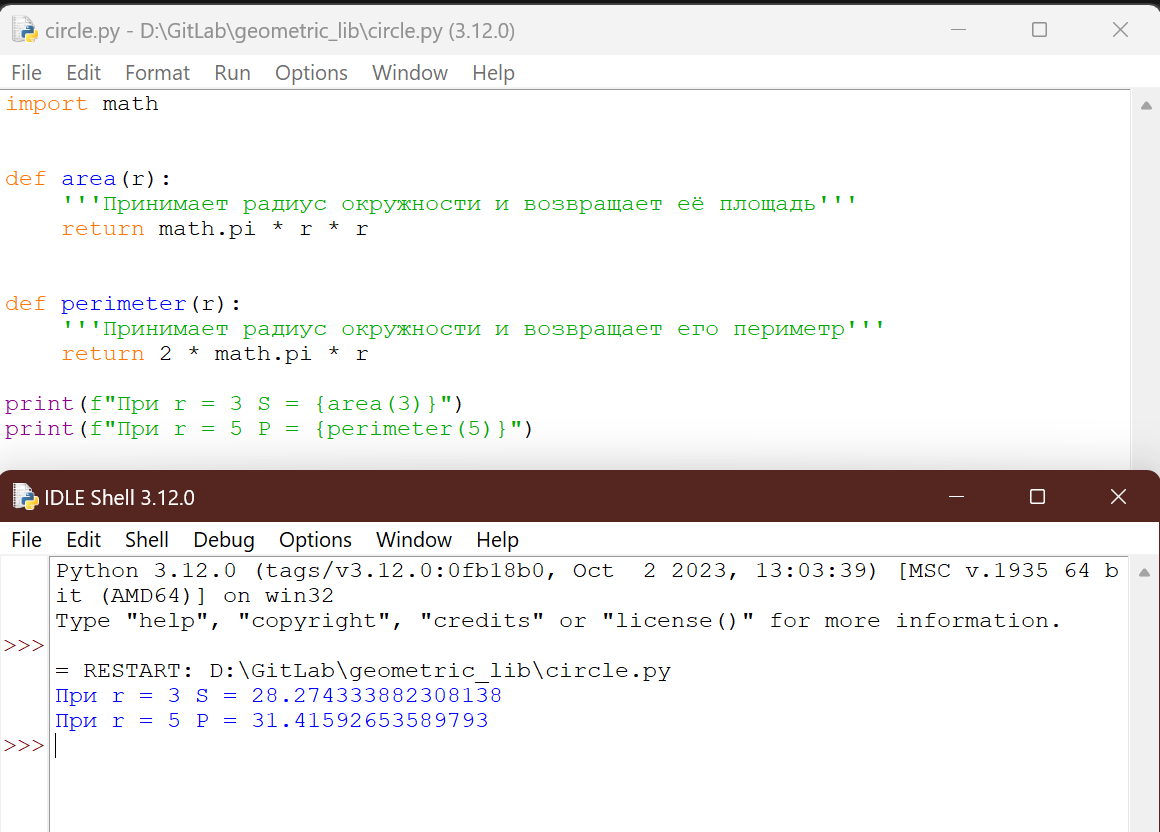 circle.py - D:\GitLab\geometric_lib\circle.py (3.12.0)
File Edit Format Run Options Window Help
import math
def area(r):
    '''Принимает радиус окружности и возвращает её площадь'''
    return math.pi * r * r
def perimeter(r):
    '''Принимает радиус окружности и возвращает его периметр'''
    return 2 * math.pi * r
print(f"При r = 3 S = {area(3)}")
print(f"При r = 5 P = {perimeter(5)}")
IDLE Shell 3.12.0
File Edit Shell Debug Options Window Help
Python 3.12.0 (tags/v3.12.0:0fb18b0, Oct  2 2023, 13:03:39) [MSC v.1935 64 b
it (AMD64)] on win32
Type "help", "copyright", "credits" or "license()" for more information.
>>>
= RESTART: D:\GitLab\geometric_lib\circle.py
При r = 3 S = 28.274333882308138
При r = 5 P = 31.41592653589793
>>>